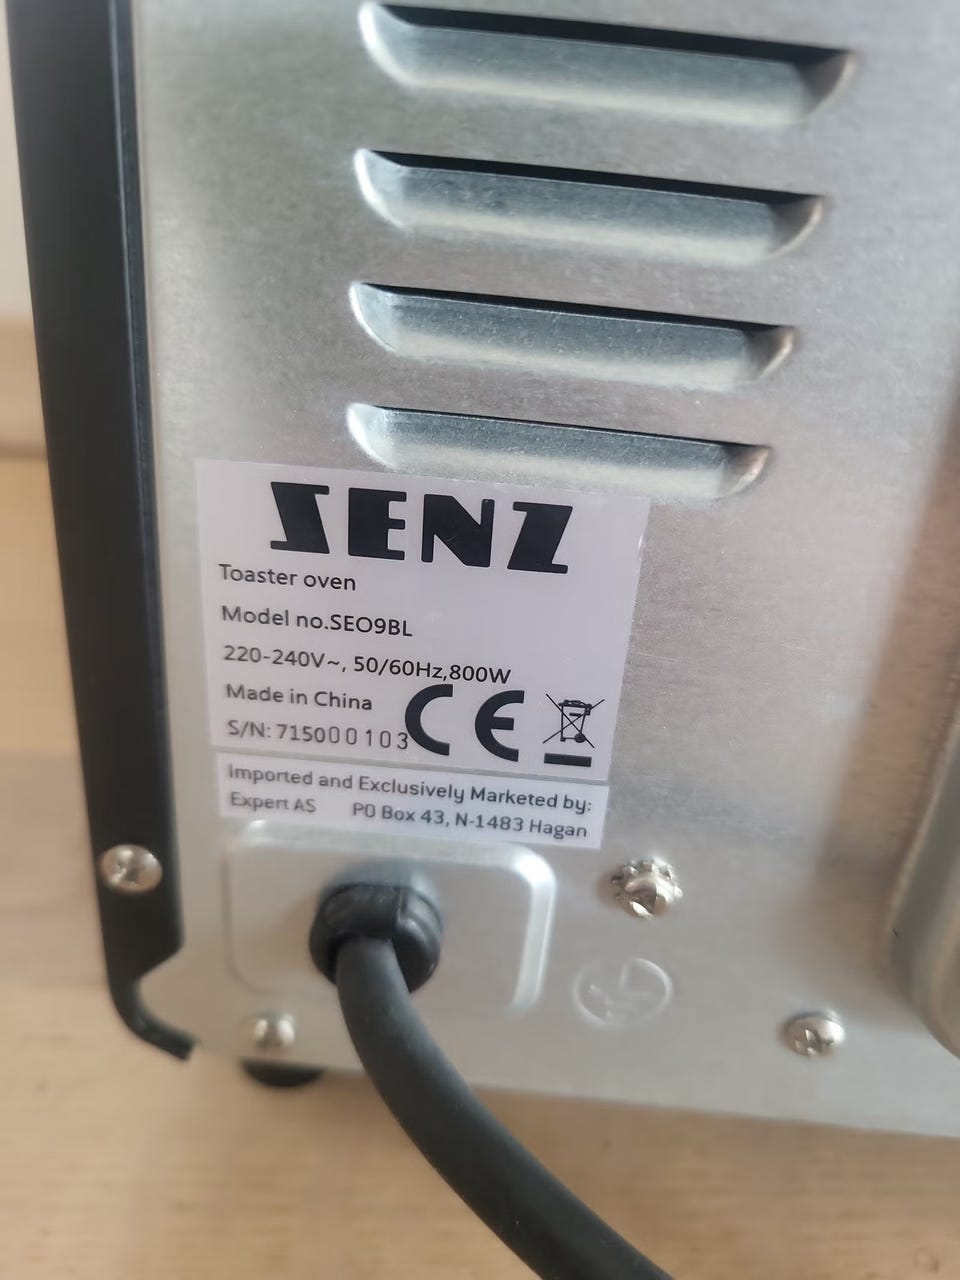 SENZ
Toaster oven
Model no.SEO9BL
220-240V~, 50/60Hz,800W
Made in China
S/N: 715000103
CE
Imported and Exclusively Marketed by:
Expert AS PO Box 43, N-1483 Hagan